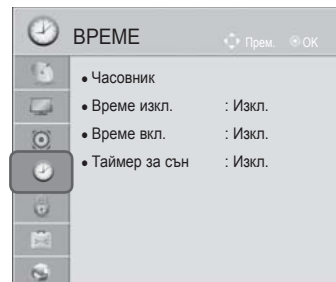 ВРЕМЕ Прем. OK
• Часовник
• Време изкл. : Изкл.
• Време вкл. : Изкл.
• Таймер за сън : Изкл.